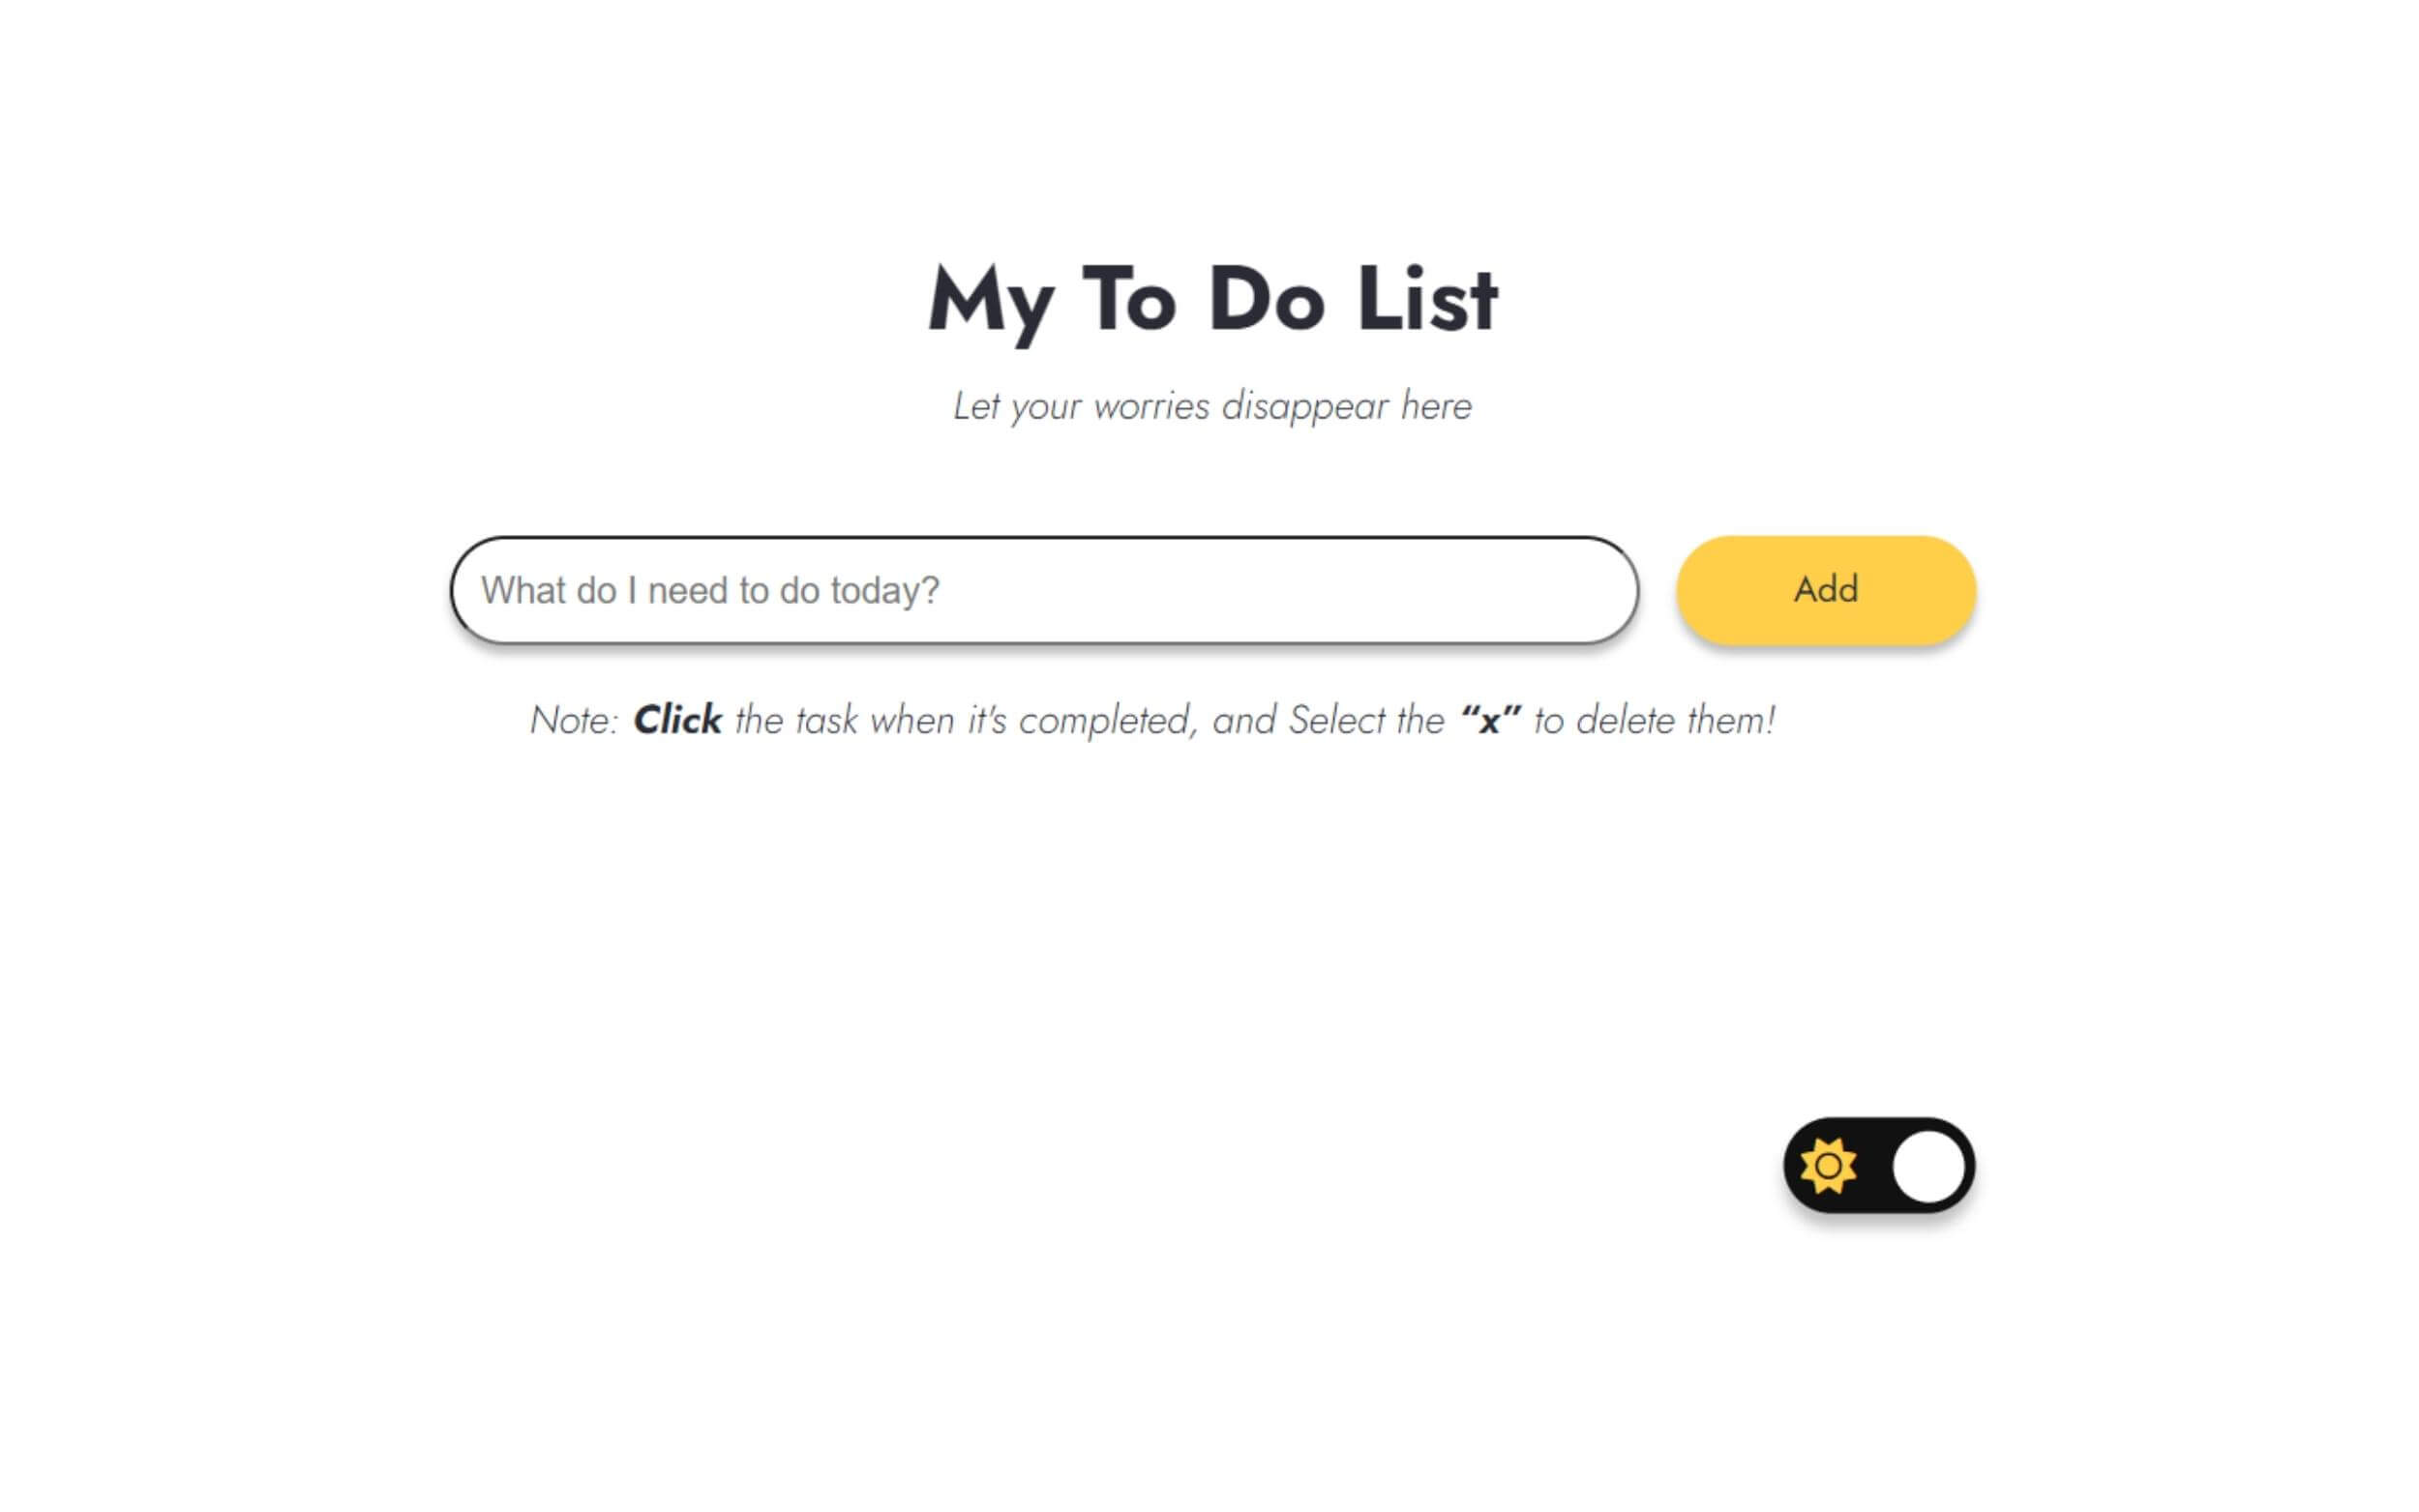 My To Do List
Let your worries disappear here
What do I need to do today?
Add
Note: Click the task when it's completed, and Select the “x” to delete them!